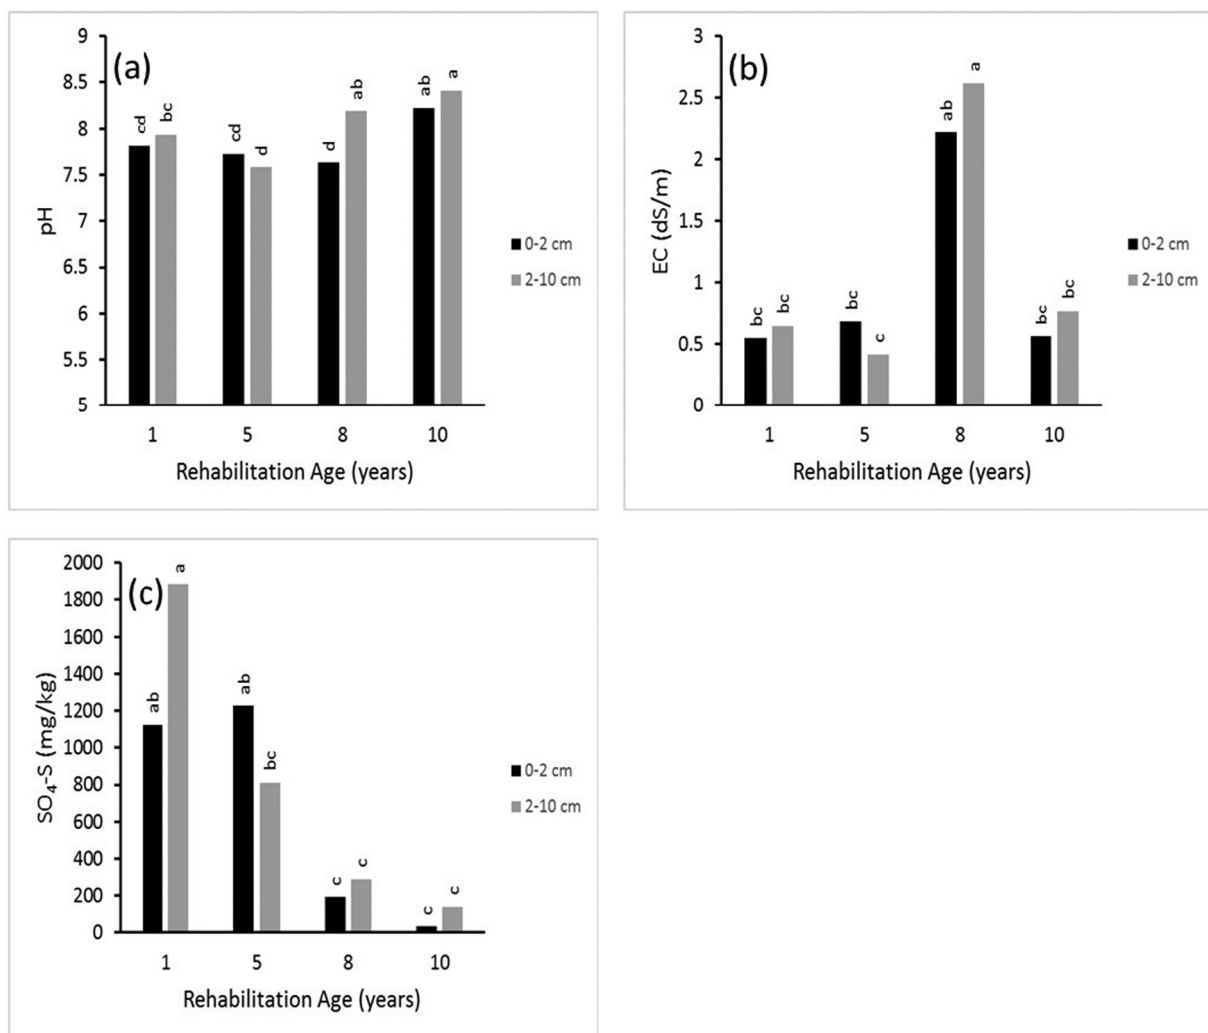 (a)
9
8.5
8
7.5
7
6.5
6
5.5
5
pH
cd
bc
cd
d
d
ab
ab
a
1
5
8
10
Rehabilitation Age (years)
0-2 cm
2-10 cm
(b)
3
2.5
2
1.5
1
0.5
0
EC (dS/m)
bc
bc
bc
c
ab
a
bc
bc
1
5
8
10
Rehabilitation Age (years)
0-2 cm
2-10 cm
(c)
2000
1800
1600
1400
1200
1000
800
600
400
200
0
SO₄-S (mg/kg)
ab
a
ab
bc
c
c
c
c
1
5
8
10
Rehabilitation Age (years)
0-2 cm
2-10 cm